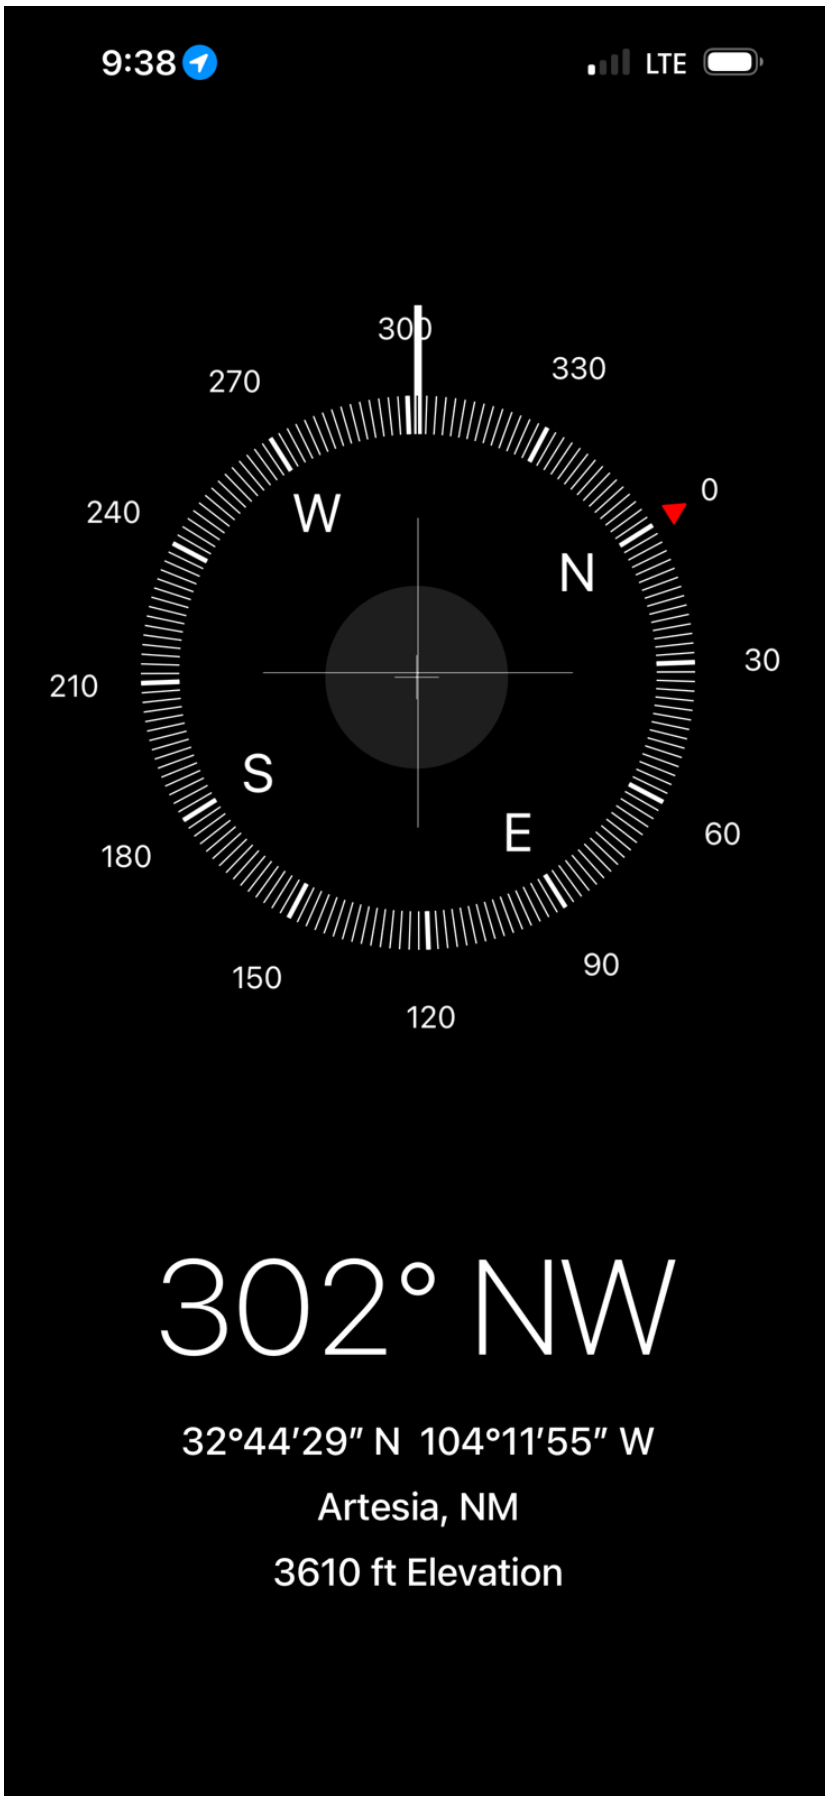 9:38 LTE
300
270 330
0
240
W
N
30
210
S
E
60
180
90
150
120
302° NW
32°44′29″ N 104°11′55″ W
Artesia, NM
3610 ft Elevation